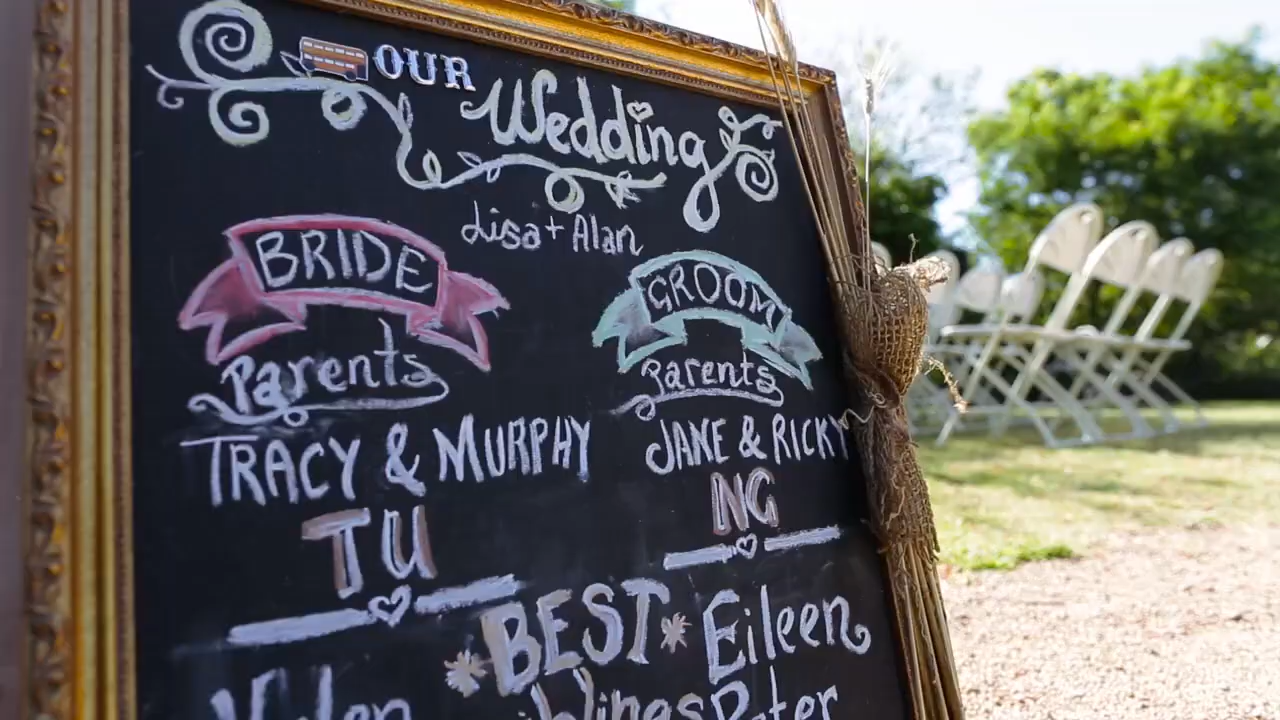 OUR
Wedding
Lisa + Alan
BRIDE
Parents
TRACY & MURPHY
TU
GROOM
Parents
JANE & RICKY
NG
*BEST* Eileen